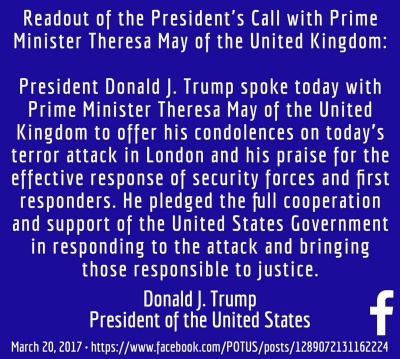 Readout of the President's Call with Prime
Minister Theresa May of the United Kingdom:
President Donald J. Trump spoke today with
Prime Minister Theresa May of the United
Kingdom to offer his condolences on today's
terror attack in London and his praise for the
effective response of security forces and first
responders. He pledged the full cooperation
and support of the United States Government
in responding to the attack and bringing
those responsible to justice.
Donald J. Trump
President of the United States
March 20, 2017 • https://www.facebook.com/POTUS/posts/1289072131162224